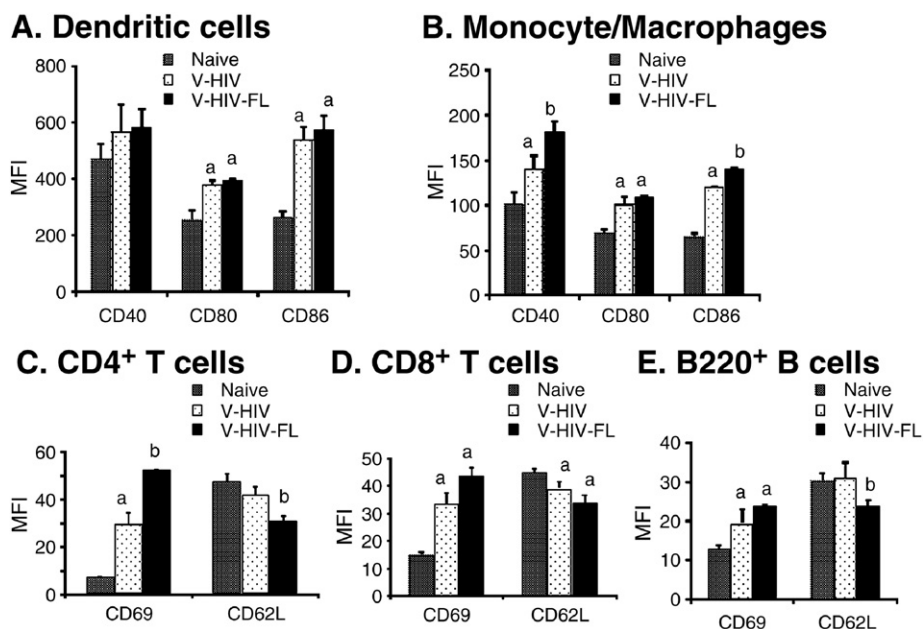 A. Dendritic cells
Naive
V-HIV
V-HIV-FL
800
600
400
200
0
MFI
a a
a a
CD40 CD80 CD86
B. Monocyte/Macrophages
Naive
V-HIV
V-HIV-FL
250
200
150
100
50
0
MFI
a b
a a
a b
CD40 CD80 CD86
C. CD4⁺ T cells
Naive
V-HIV
V-HIV-FL
60
40
20
0
MFI
a b
b
CD69 CD62L
D. CD8⁺ T cells
Naive
V-HIV
V-HIV-FL
50
40
30
20
10
0
MFI
a a
a a
CD69 CD62L
E. B220⁺ B cells
Naive
V-HIV
V-HIV-FL
40
30
20
10
0
MFI
a a
b
CD69 CD62L